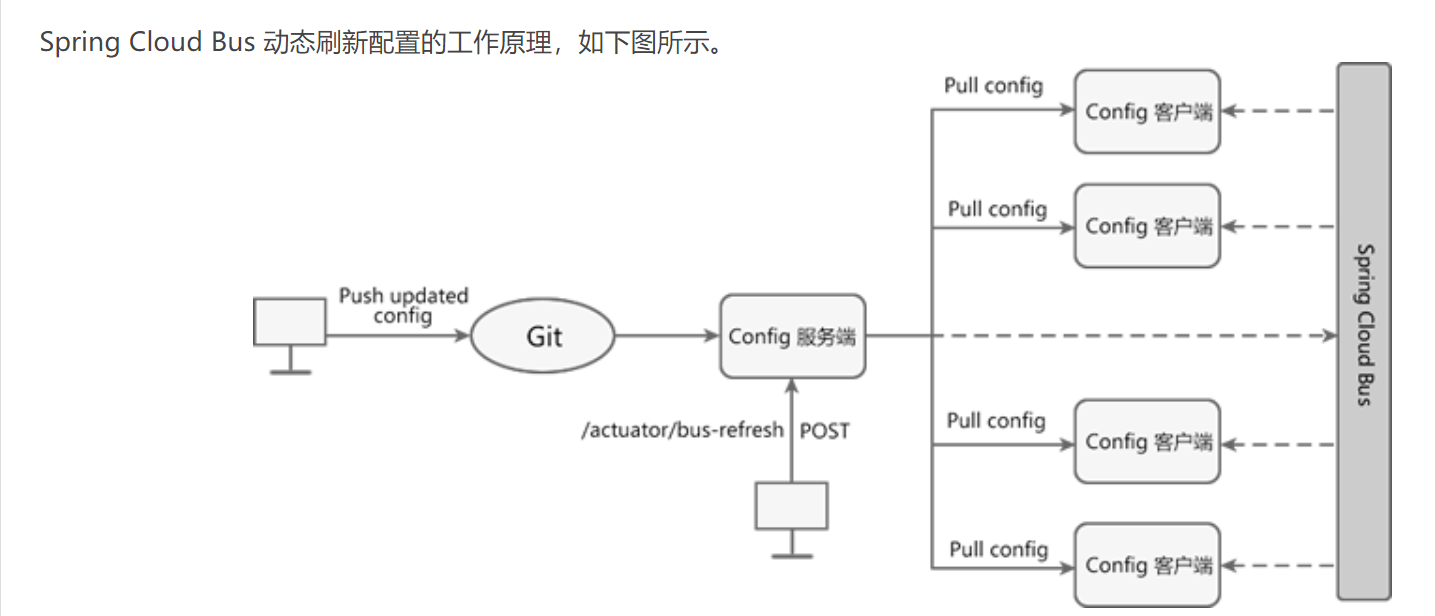 Spring Cloud Bus 动态刷新配置的工作原理，如下图所示。
Pull config
Config 客户端
Pull config
Config 客户端
Push updated
config
Git
Config 服务端
Spring Cloud Bus
/actuator/bus-refresh
POST
Pull config
Config 客户端
Pull config
Config 客户端